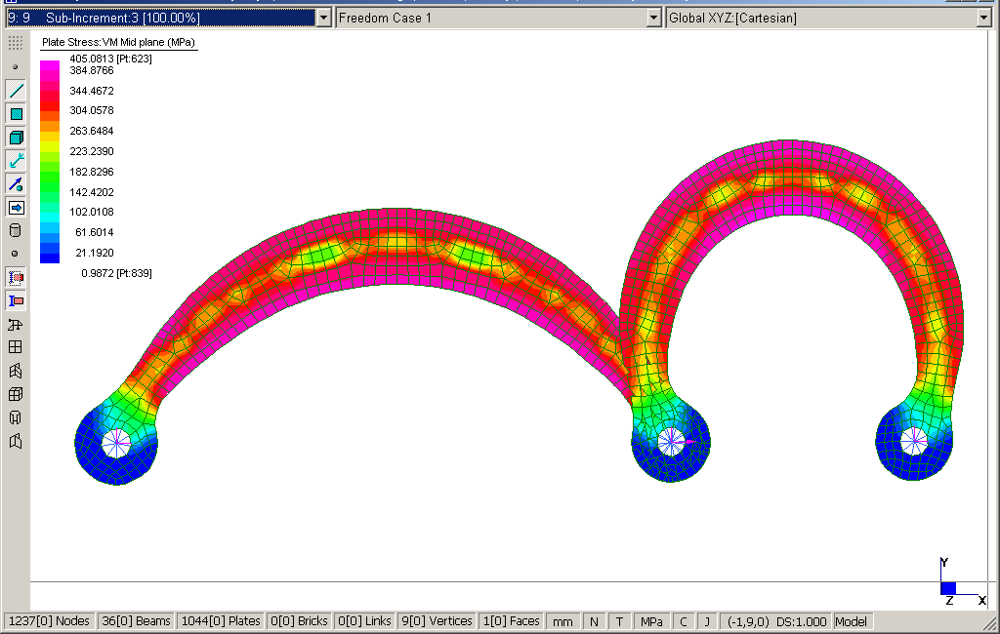 9: 9 Sub-Increment:3 [100.00%] Freedom Case 1 Global XYZ:[Cartesian]
Plate Stress:VM Mid plane (MPa)
405.0813 [Pt:623]
384.8766
344.4672
304.0578
263.6484
223.2390
182.8296
142.4202
102.0108
61.6014
21.1920
0.9872 [Pt:839]
Y
Z X
1237[0] Nodes 36[0] Beams 1044[0] Plates 0[0] Bricks 0[0] Links 9[0] Vertices 1[0] Faces mm N T MPa C J (-1,9,0) DS:1.000 Model